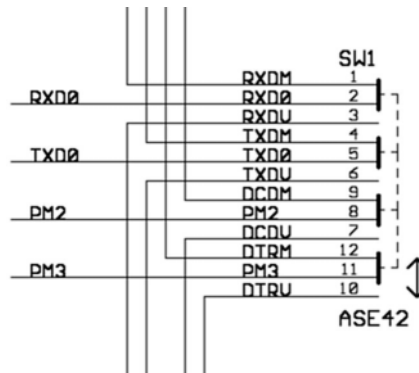 SW1
RXDM 1
RXD0 RXD0 2
RXDU 3
TXDM 4
TXD0 TXD0 5
TXDU 6
DCDM 9
PM2 PM2 8
DCDU 7
DTRM 12
PM3 PM3 11
DTRU 10
ASE42